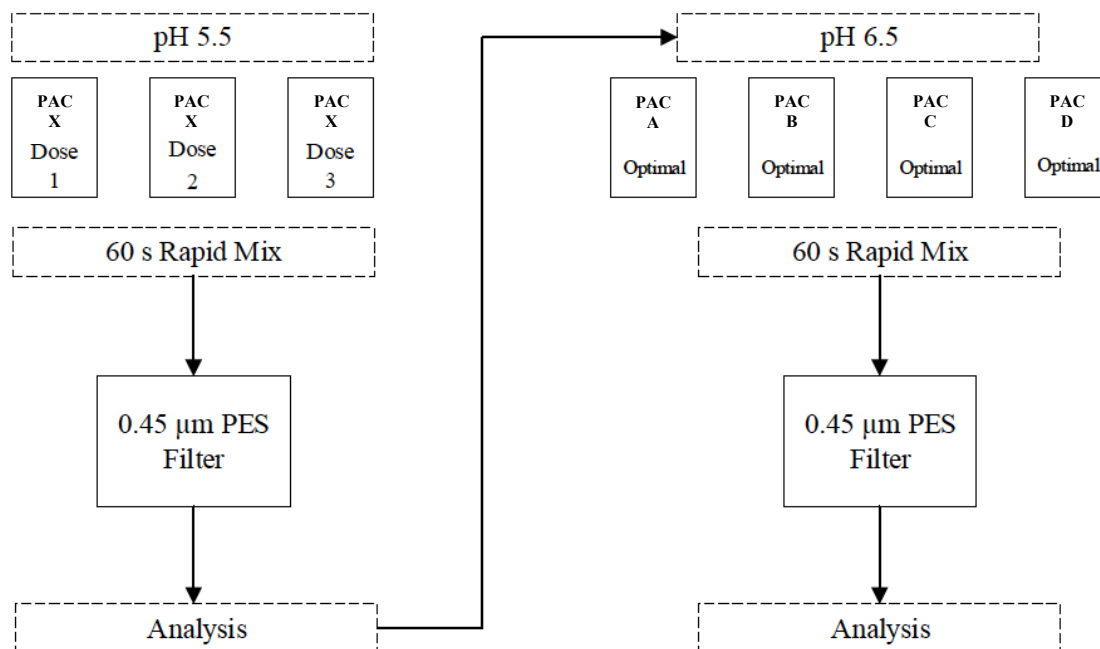 pH 5.5
PAC
X
Dose
1
PAC
X
Dose
2
PAC
X
Dose
3
60 s Rapid Mix
0.45 µm PES
Filter
Analysis
pH 6.5
PAC
A
Optimal
PAC
B
Optimal
PAC
C
Optimal
PAC
D
Optimal
60 s Rapid Mix
0.45 µm PES
Filter
Analysis